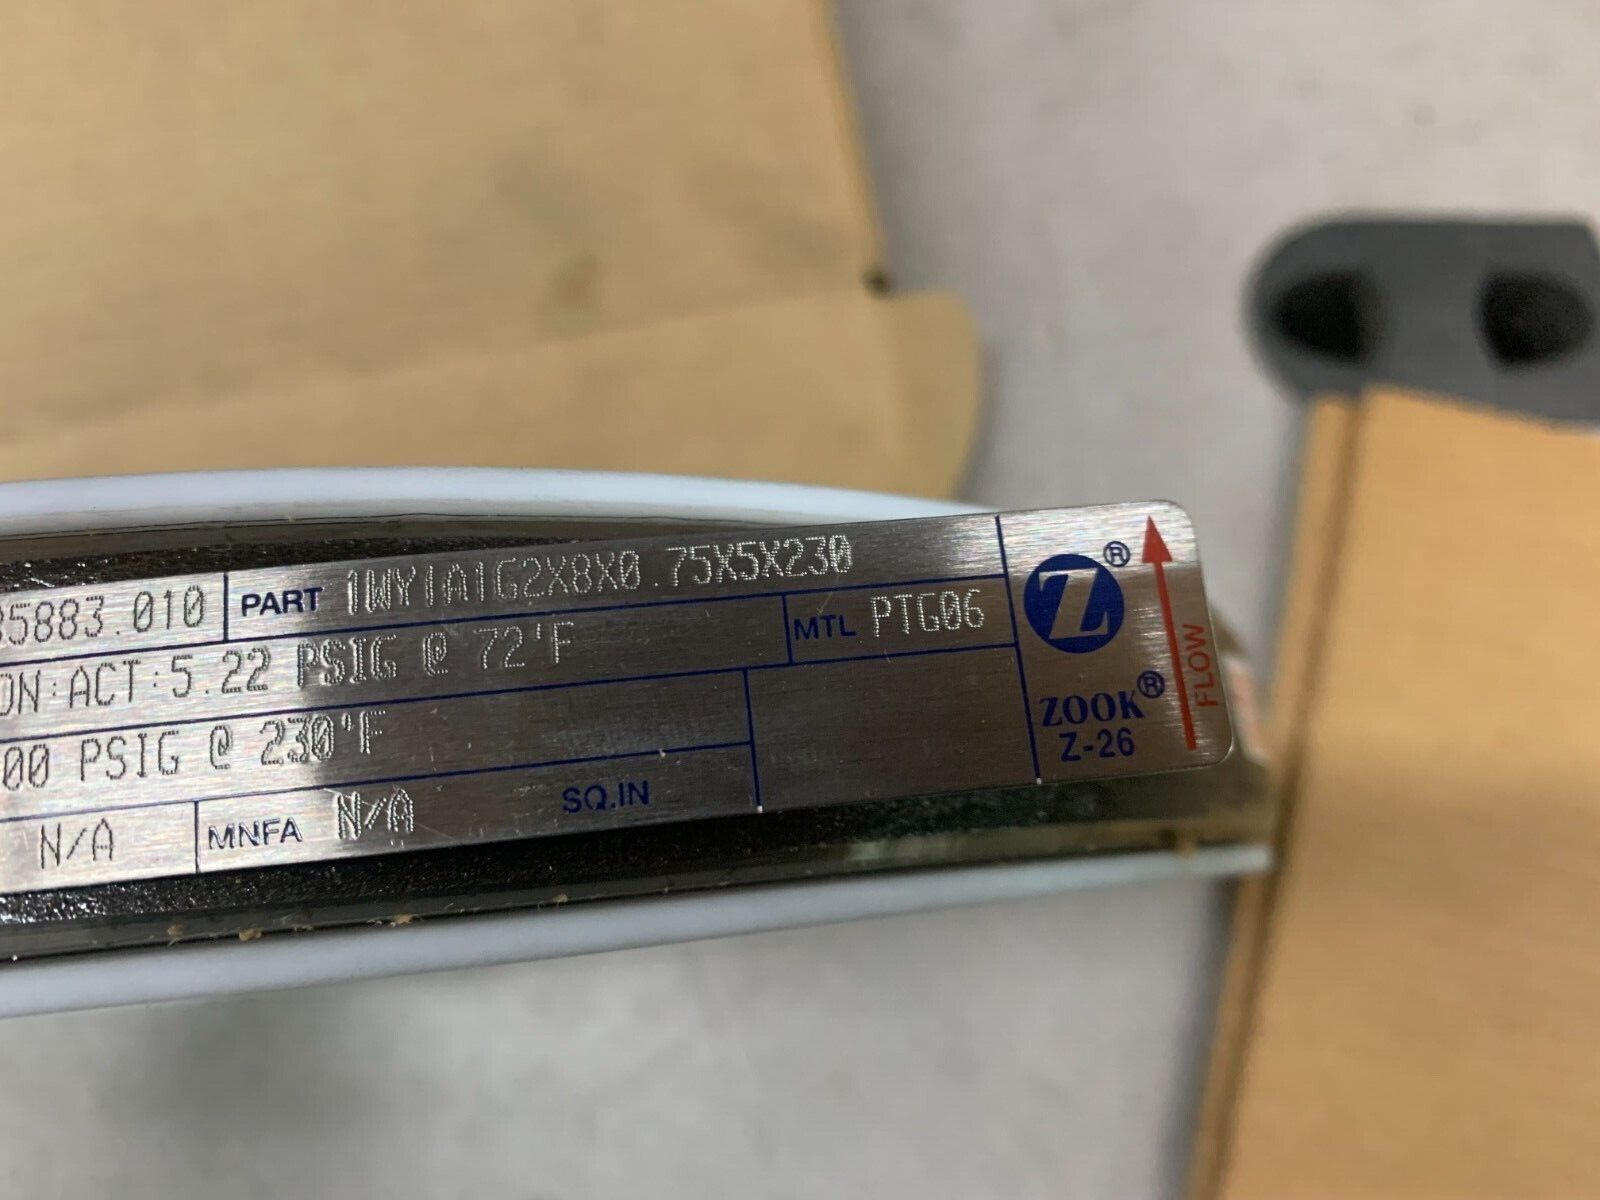 35883.010 PART 1WY1A1G2X8X0.75X5X230
ON:ACT:5.22 PSIG @ 72'F MTL PTG06
00 PSIG @ 230'F
N/A MNFA N/A SQ.IN
Z®
ZOOK®
Z-26
FLOW